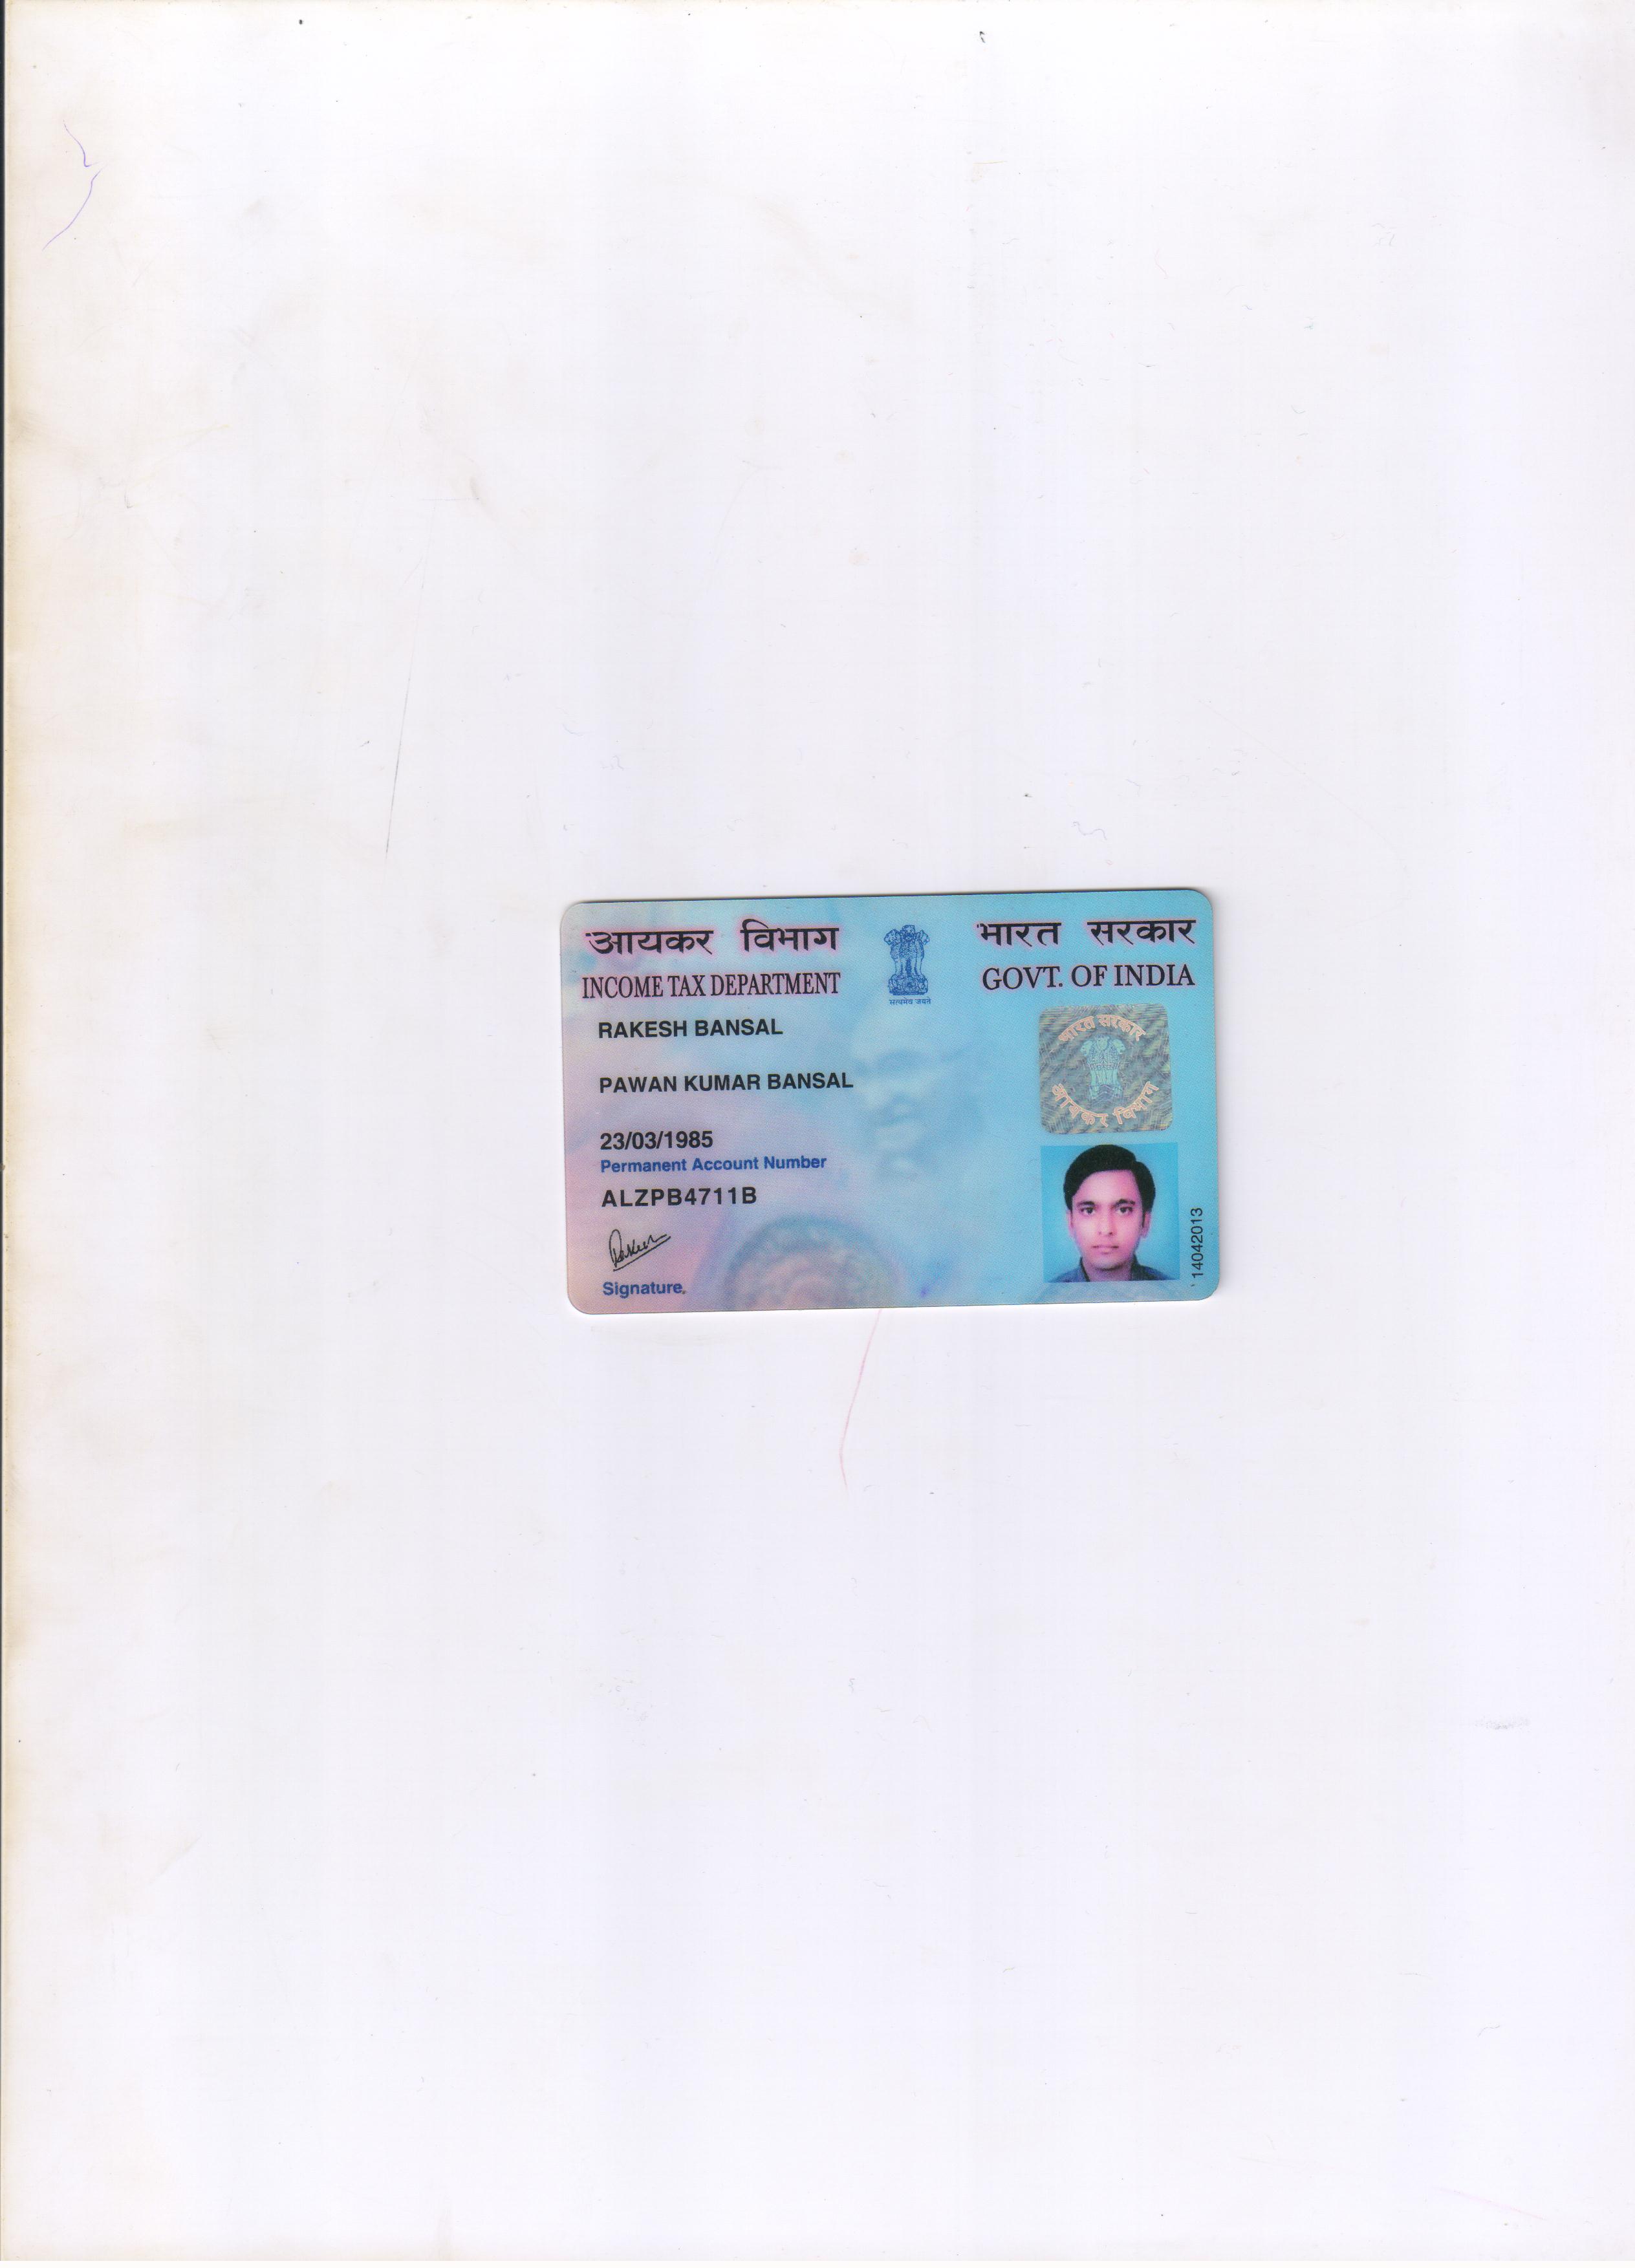 आयकर विभाग
INCOME TAX DEPARTMENT
सत्यमेव जयते
भारत सरकार
GOVT. OF INDIA
RAKESH BANSAL
PAWAN KUMAR BANSAL
23/03/1985
Permanent Account Number
ALZPB4711B
Signature
भारत सरकार
आयकर विभाग
14042013